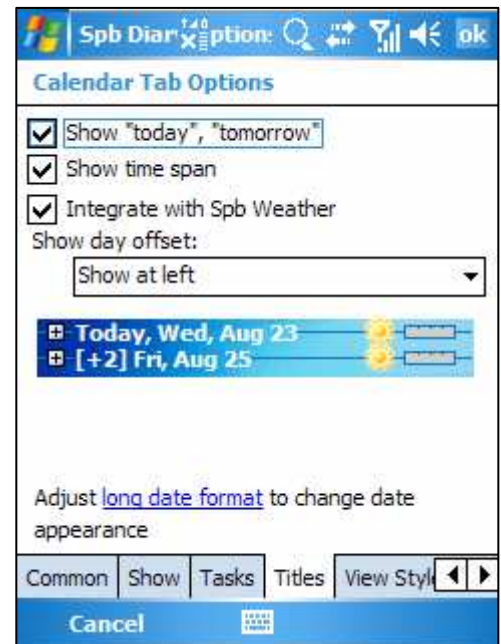 Spb Diar ption:
ok
Calendar Tab Options
Show "today", "tomorrow"
Show time span
Integrate with Spb Weather
Show day offset:
Show at left
Today, Wed, Aug 23
[+2] Fri, Aug 25
Adjust long date format to change date
appearance
Common Show Tasks Titles View Styl
Cancel